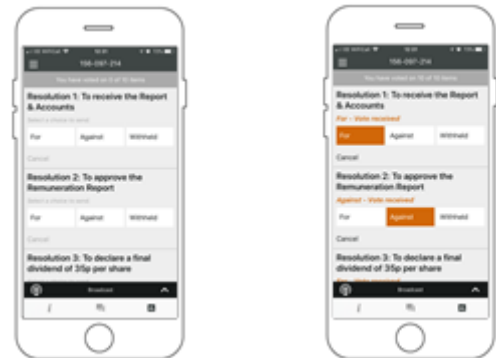 156-097-214
You have voted on 0 of 10 items
Resolution 1: To receive the Report
& Accounts
Select a choice to send
For Against Withheld
Cancel
Resolution 2: To approve the
Remuneration Report
Select a choice to send
For Against Withheld
Cancel
Resolution 3: To declare a final
dividend of 35p per share
Broadcast
156-097-214
You have voted on 10 of 10 items
Resolution 1: To receive the Report
& Accounts
For - Vote received
For Against Withheld
Cancel
Resolution 2: To approve the
Remuneration Report
Against - Vote received
For Against Withheld
Cancel
Resolution 3: To declare a final
dividend of 35p per share
Broadcast